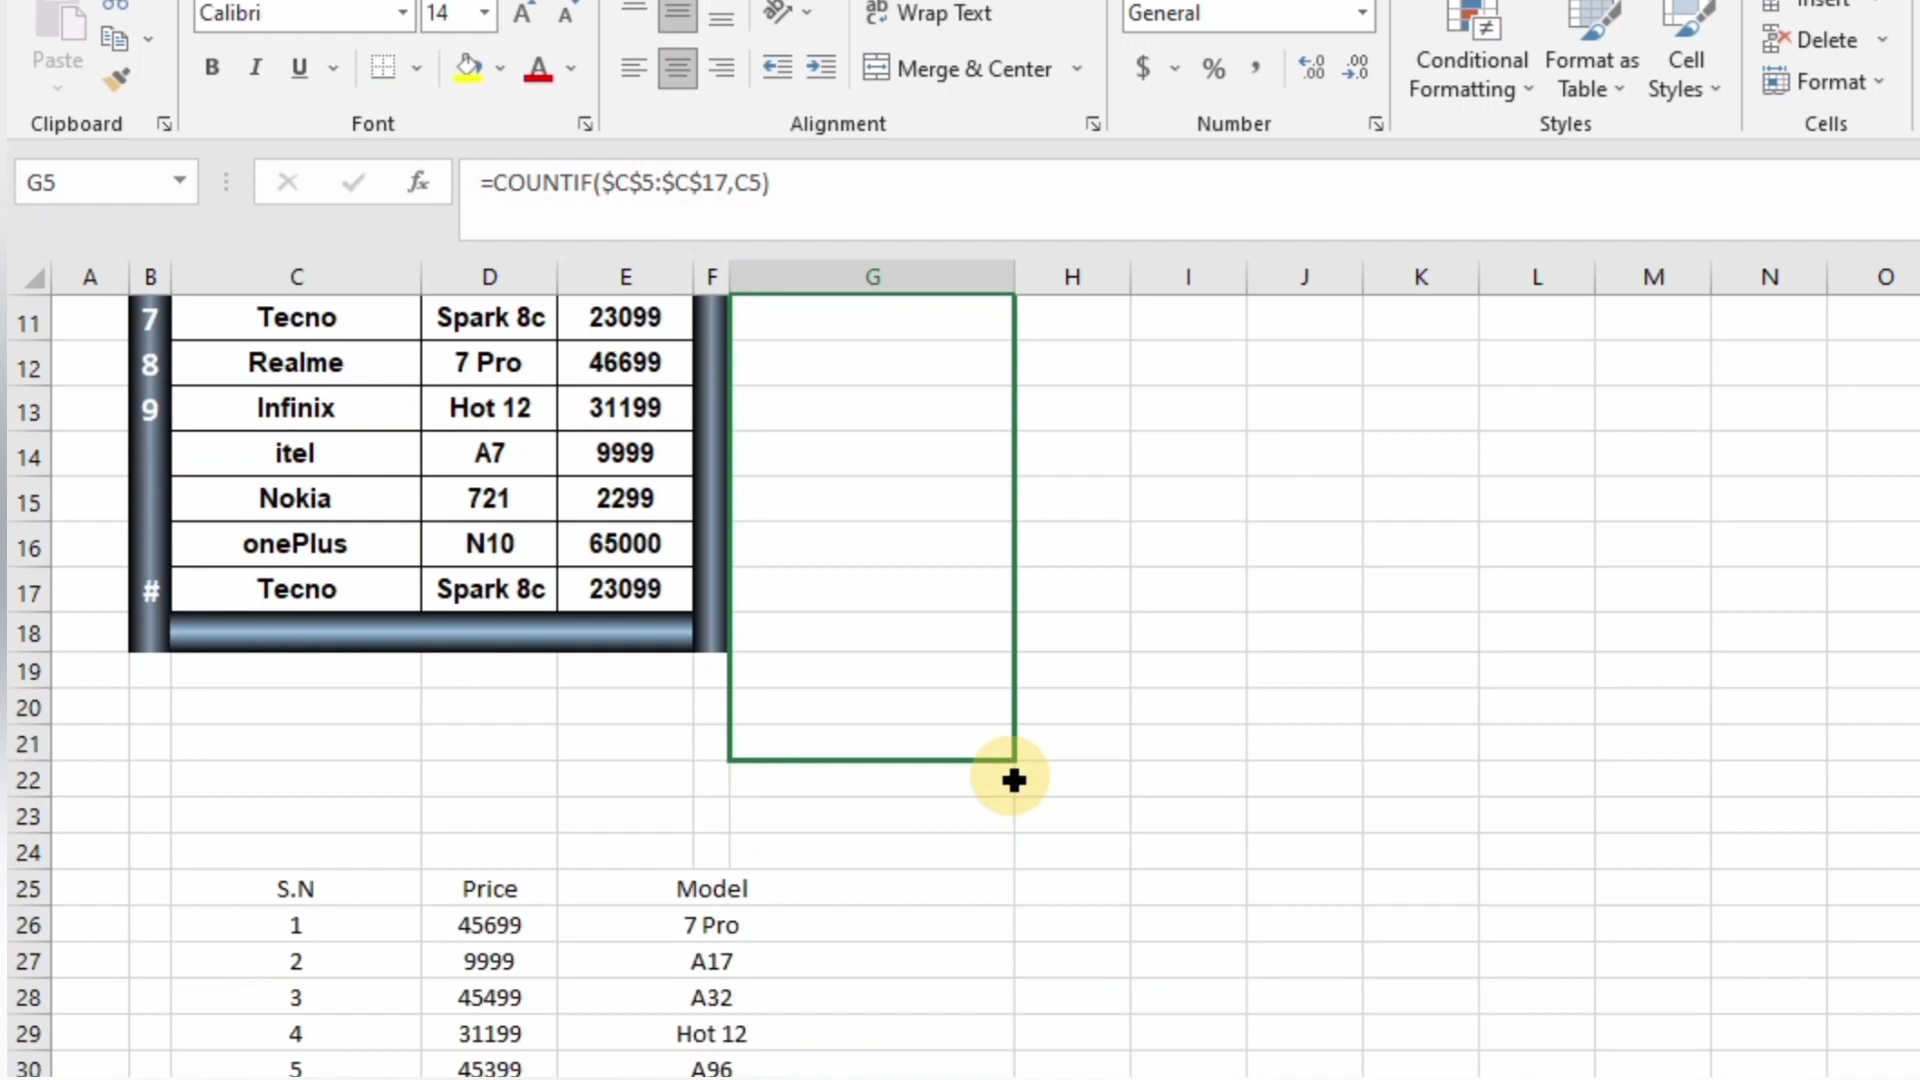 Calibri 14 A A ab Wrap Text General Insert
Paste B I U A Merge & Center $ % , .00 .00 Conditional Formatting Format as Table Cell Styles Delete Format
Clipboard Font Alignment Number Styles Cells
G5 fx =COUNTIF($C$5:$C$17,C5)
A B C D E F G H I J K L M N O
11 7 Tecno Spark 8c 23099
12 8 Realme 7 Pro 46699
13 9 Infinix Hot 12 31199
14 itel A7 9999
15 Nokia 721 2299
16 onePlus N10 65000
17 # Tecno Spark 8c 23099
18
19
20
21
22
23
24
25 S.N Price Model
26 1 45699 7 Pro
27 2 9999 A17
28 3 45499 A32
29 4 31199 Hot 12
30 5 45399 A96